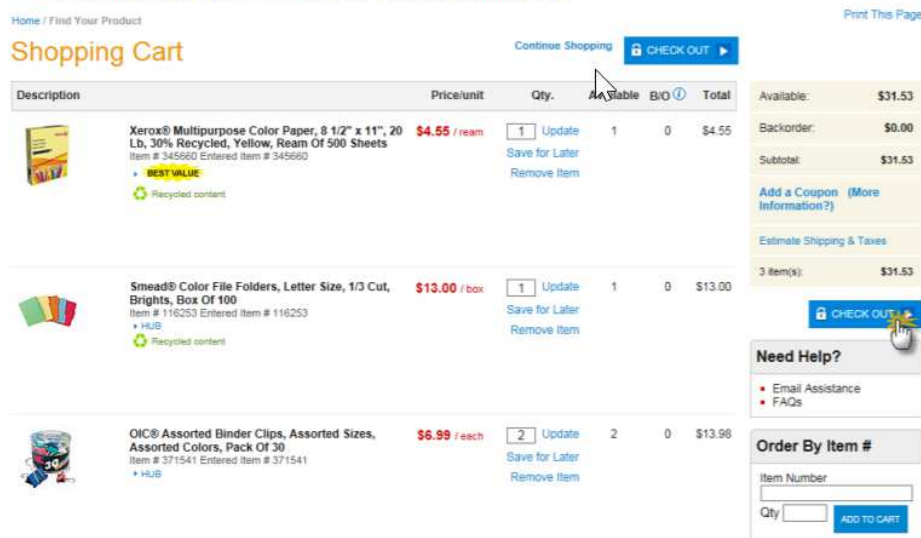 Home / Find Your Product
Print This Page
Shopping Cart
Continue Shopping
CHECK OUT
Description Price/unit Qty. Available B/O Total
Xerox® Multipurpose Color Paper, 8 1/2" x 11", 20
Lb, 30% Recycled, Yellow, Ream Of 500 Sheets
Item # 345660 Entered Item # 345660
BEST VALUE
Recycled content
$4.55 / ream
1 Update
Save for Later
Remove Item
1 0 $4.55
Smead® Color File Folders, Letter Size, 1/3 Cut,
Brights, Box Of 100
Item # 116253 Entered Item # 116253
HUB
Recycled content
$13.00 / box
1 Update
Save for Later
Remove Item
1 0 $13.00
OIC® Assorted Binder Clips, Assorted Sizes,
Assorted Colors, Pack Of 30
Item # 371541 Entered Item # 371541
HUB
$6.99 / each
2 Update
Save for Later
Remove Item
2 0 $13.98
Available: $31.53
Backorder: $0.00
Subtotal: $31.53
Add a Coupon (More
Information?)
Estimate Shipping & Taxes
3 item(s): $31.53
CHECK OUT
Need Help?
Email Assistance
FAQs
Order By Item #
Item Number
Qty ADD TO CART